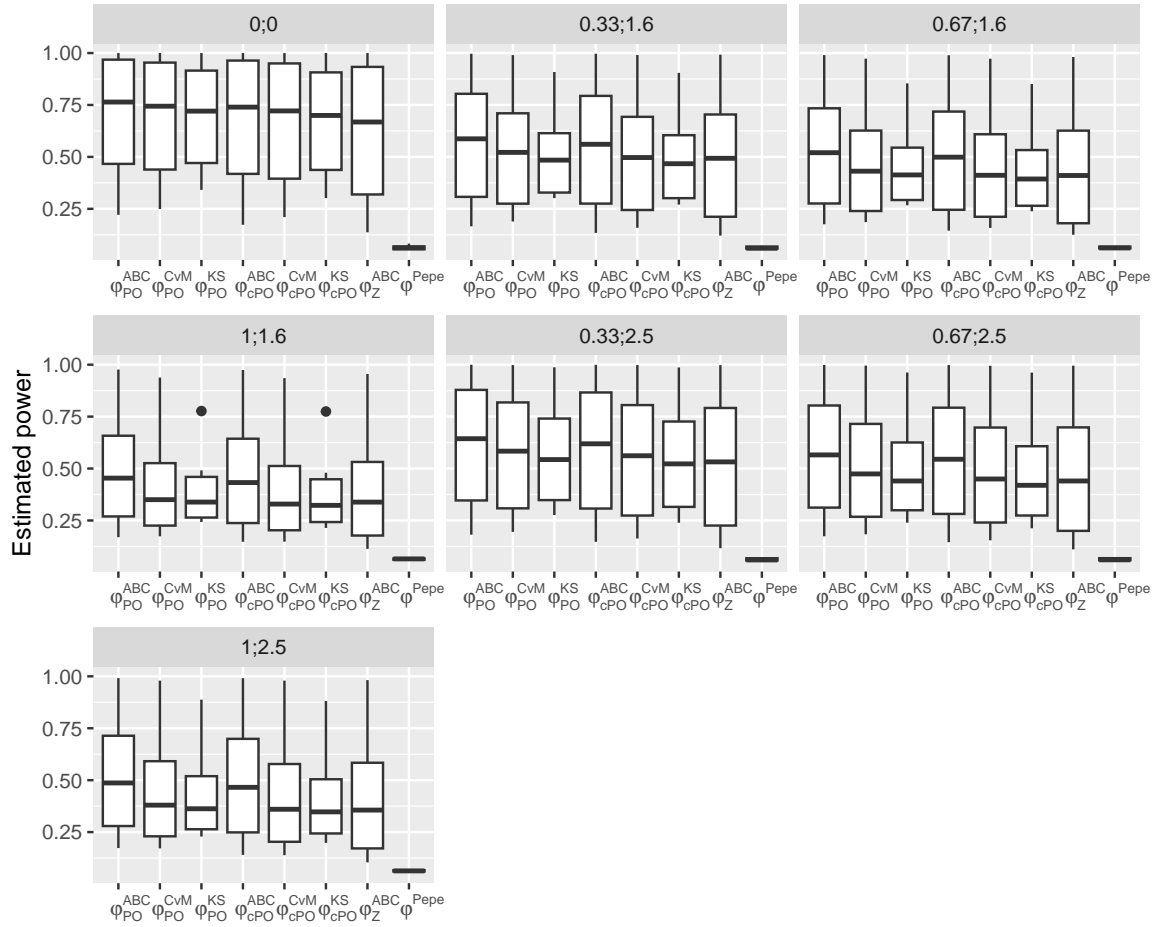 0;0
0.33;1.6
0.67;1.6
1.00
0.75
0.50
0.25
φ_PO^ABC φ_PO^CvM φ_PO^KS φ_cPO^ABC φ_cPO^CvM φ_cPO^KS φ_Z^ABC φ^Pepe
φ_PO^ABC φ_PO^CvM φ_PO^KS φ_cPO^ABC φ_cPO^CvM φ_cPO^KS φ_Z^ABC φ^Pepe
φ_PO^ABC φ_PO^CvM φ_PO^KS φ_cPO^ABC φ_cPO^CvM φ_cPO^KS φ_Z^ABC φ^Pepe
Estimated power
1;1.6
0.33;2.5
0.67;2.5
1.00
0.75
0.50
0.25
φ_PO^ABC φ_PO^CvM φ_PO^KS φ_cPO^ABC φ_cPO^CvM φ_cPO^KS φ_Z^ABC φ^Pepe
φ_PO^ABC φ_PO^CvM φ_PO^KS φ_cPO^ABC φ_cPO^CvM φ_cPO^KS φ_Z^ABC φ^Pepe
φ_PO^ABC φ_PO^CvM φ_PO^KS φ_cPO^ABC φ_cPO^CvM φ_cPO^KS φ_Z^ABC φ^Pepe
1;2.5
1.00
0.75
0.50
0.25
φ_PO^ABC φ_PO^CvM φ_PO^KS φ_cPO^ABC φ_cPO^CvM φ_cPO^KS φ_Z^ABC φ^Pepe